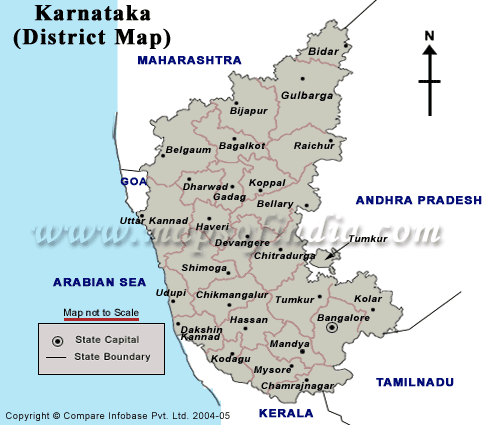 Karnataka
(District Map)
MAHARASHTRA
Bidar
N
Gulbarga
Bijapur
Bagalkot
Raichur
Belgaum
GOA
Dharwad
Koppal
Gadag
Bellary
ANDHRA PRADESH
Uttar Kannad
Haveri
www.mapsofindia.com
Devangere
Tumkur
Chitradurga
Shimoga
ARABIAN SEA
Udupi
Chikmangalur
Tumkur
Kolar
Map not to Scale
Hassan
Bangalore
Dakshin
Kannad
State Capital
State Boundary
Mandya
Kodagu
Mysore
Chamrajnagar
TAMILNADU
KERALA
Copyright © Compare Infobase Pvt. Ltd. 2004-05